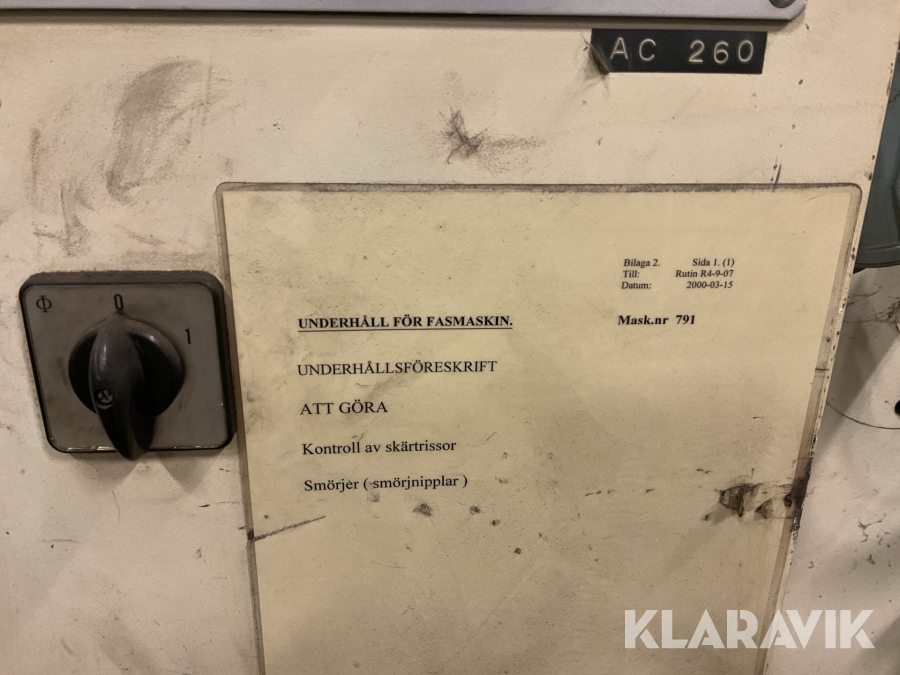 AC 260
Bilaga 2. Sida 1. (1)
Till: Rutin R4-9-07
Datum: 2000-03-15
UNDERHÅLL FÖR FASMASKIN. Mask.nr 791
UNDERHÅLLSFÖRESKRIFT
ATT GÖRA
Kontroll av skärtrissor
Smörjer ( smörjnipplar )
0
1
KLARAVIK